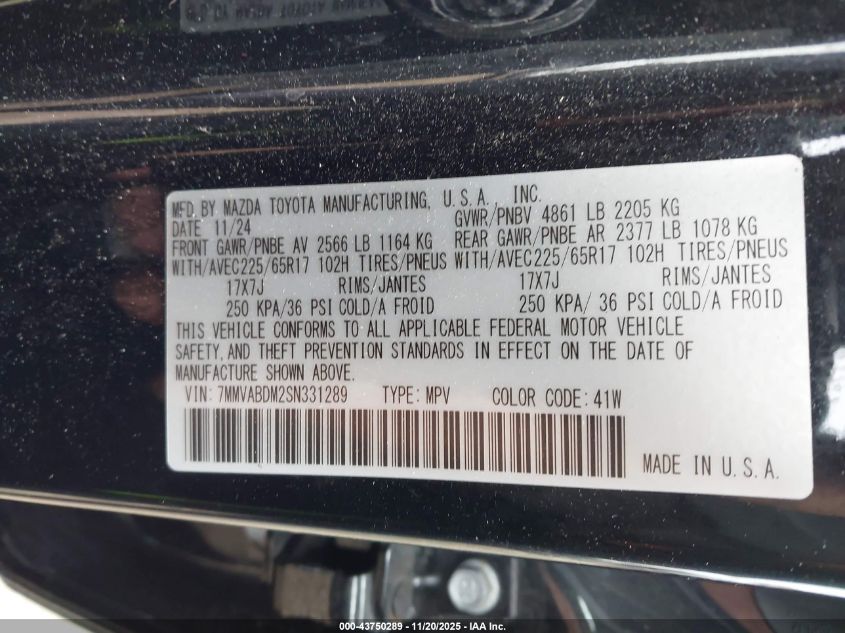 MFD.BY MAZDA TOYOTA MANUFACTURING, U.S.A., INC.
DATE 11/24 GVWR/PNBV 4861 LB 2205 KG
FRONT GAWR/PNBE AV 2566 LB 1164 KG REAR GAWR/PNBE AR 2377 LB 1078 KG
WITH/AVEC225/65R17 102H TIRES/PNEUS WITH/AVEC225/65R17 102H TIRES/PNEUS
17X7J RIMS/JANTES 17X7J RIMS/JANTES
250 KPA/36 PSI COLD/A FROID 250 KPA/ 36 PSI COLD/A FROID
THIS VEHICLE CONFORMS TO ALL APPLICABLE FEDERAL MOTOR VEHICLE
SAFETY, AND THEFT PREVENTION STANDARDS IN EFFECT ON THE DATE OF
MANUFACTURE SHOWN ABOVE.
VIN: 7MMVABDM2SN331289 TYPE: MPV COLOR CODE: 41W
MADE IN U.S.A.
000-43750289 - 11/20/2025 - IAA Inc.